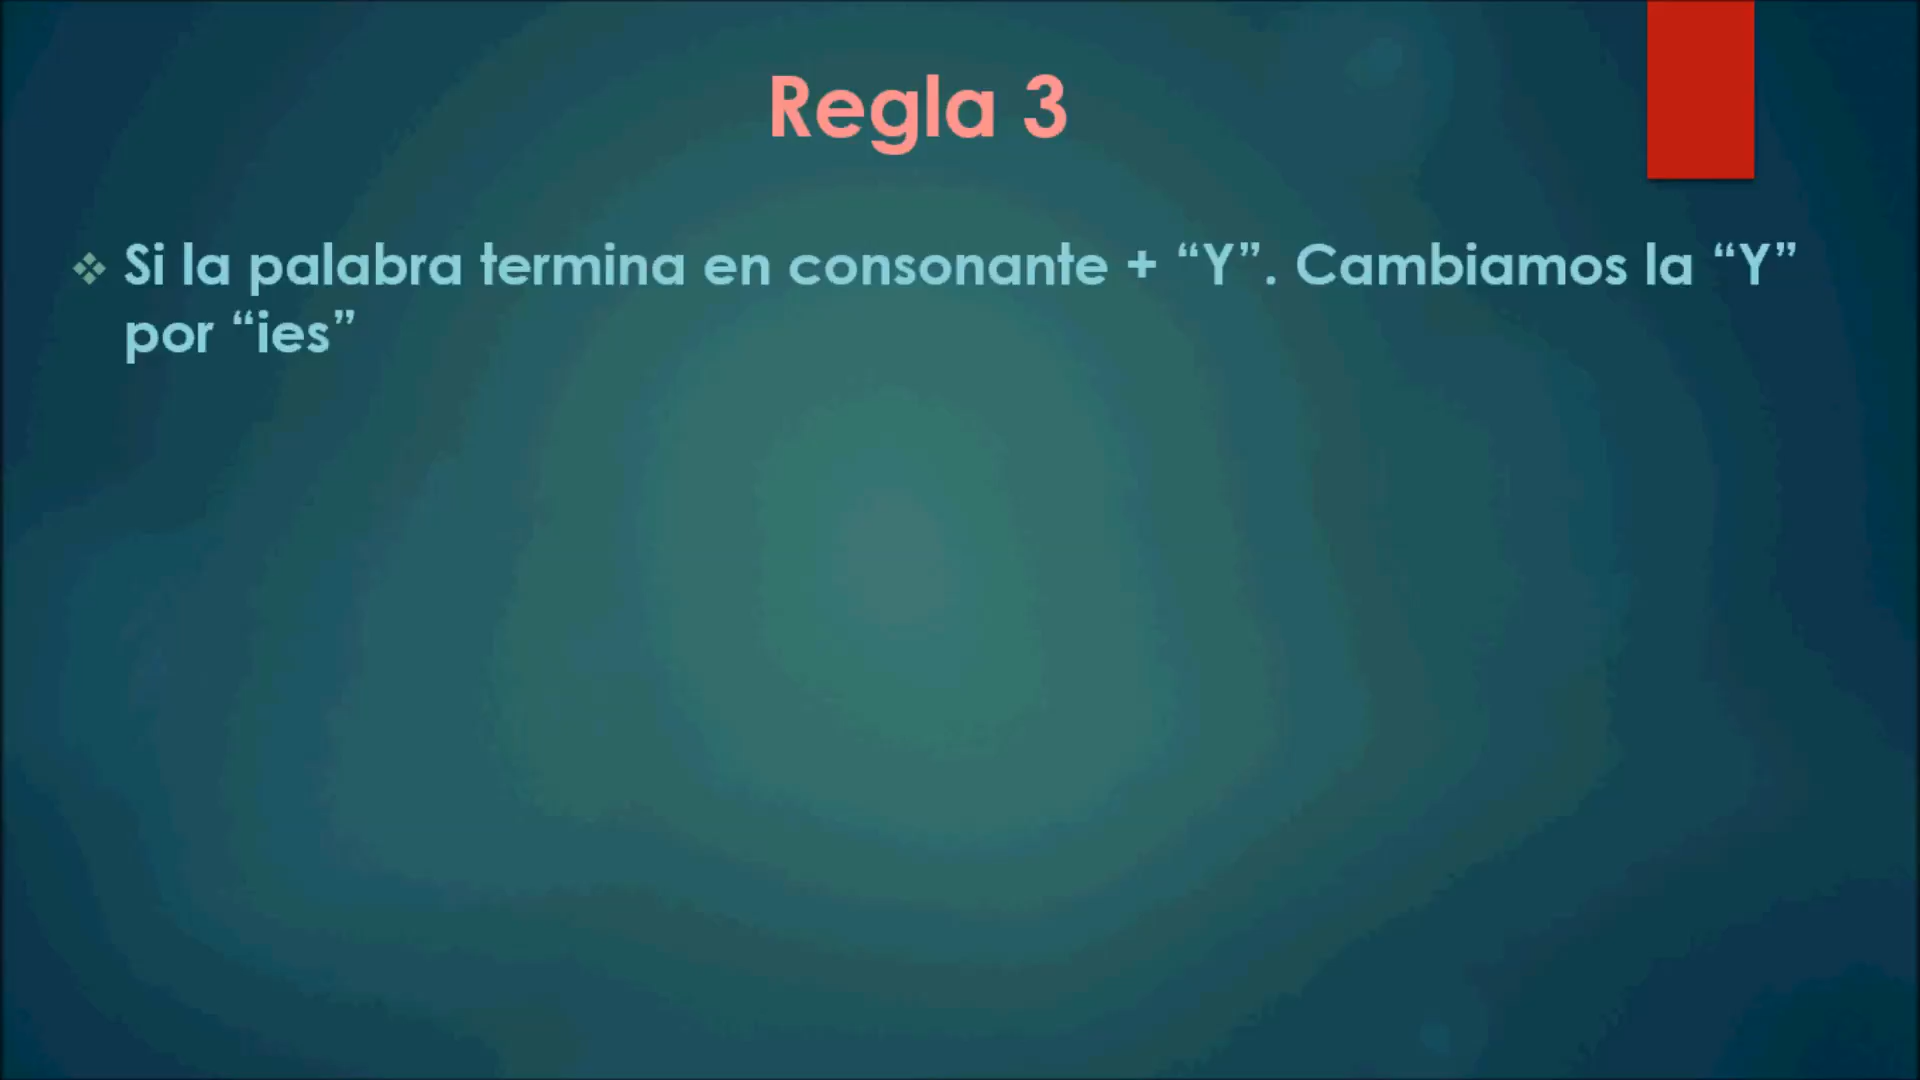 Regla 3
Si la palabra termina en consonante + “Y”. Cambiamos la “Y”
por “ies”